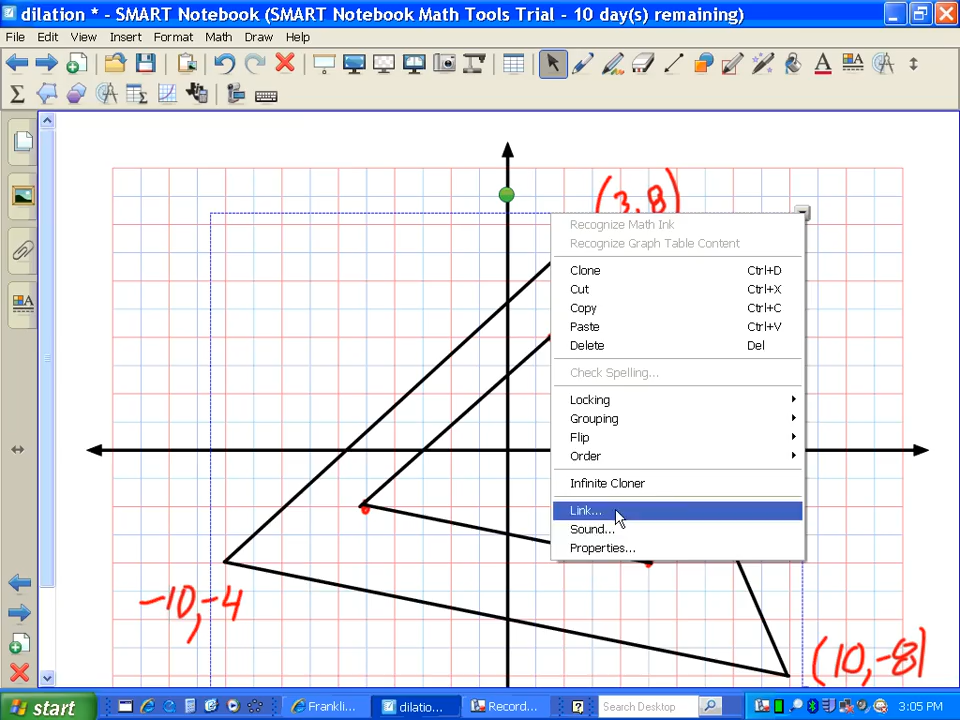 dilation * - SMART Notebook (SMART Notebook Math Tools Trial - 10 day(s) remaining)
File Edit View Insert Format Math Draw Help
(3,8)
Recognize Math Ink
Recognize Graph Table Content
Clone Ctrl+D
Cut Ctrl+X
Copy Ctrl+C
Paste Ctrl+V
Delete Del
Check Spelling...
Locking
Grouping
Flip
Order
Infinite Cloner
Link...
Sound...
Properties...
-10,-4
(10,-8)
start
Frankli...
dilatio...
Record...
Search Desktop
3:05 PM